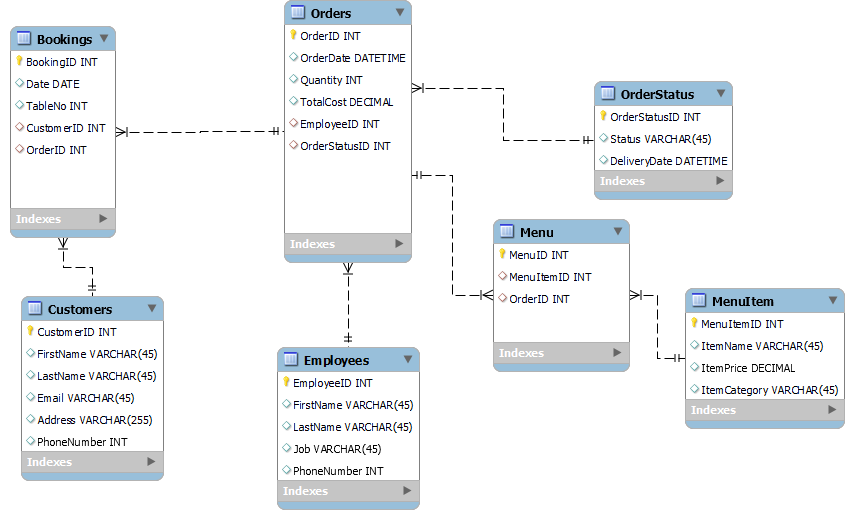 Bookings
BookingID INT
Date DATE
TableNo INT
CustomerID INT
OrderID INT
Indexes
Orders
OrderID INT
OrderDate DATETIME
Quantity INT
TotalCost DECIMAL
EmployeeID INT
OrderStatusID INT
Indexes
OrderStatus
OrderStatusID INT
Status VARCHAR(45)
DeliveryDate DATETIME
Indexes
Menu
MenuID INT
MenuItemID INT
OrderID INT
Indexes
MenuItem
MenuItemID INT
ItemName VARCHAR(45)
ItemPrice DECIMAL
ItemCategory VARCHAR(45)
Indexes
Customers
CustomerID INT
FirstName VARCHAR(45)
LastName VARCHAR(45)
Email VARCHAR(45)
Address VARCHAR(255)
PhoneNumber INT
Indexes
Employees
EmployeeID INT
FirstName VARCHAR(45)
LastName VARCHAR(45)
Job VARCHAR(45)
PhoneNumber INT
Indexes